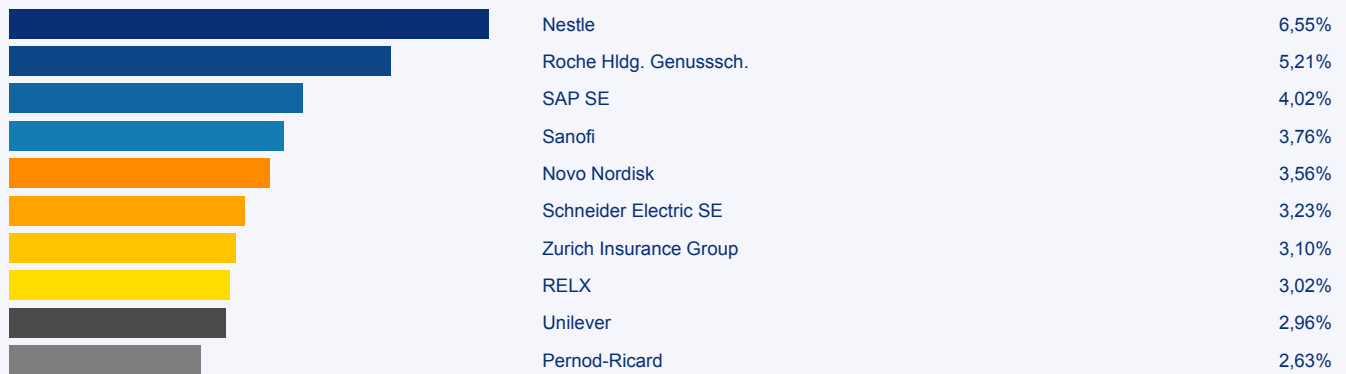 Nestle 6,55%
Roche Hldg. Genusssch. 5,21%
SAP SE 4,02%
Sanofi 3,76%
Novo Nordisk 3,56%
Schneider Electric SE 3,23%
Zurich Insurance Group 3,10%
RELX 3,02%
Unilever 2,96%
Pernod-Ricard 2,63%